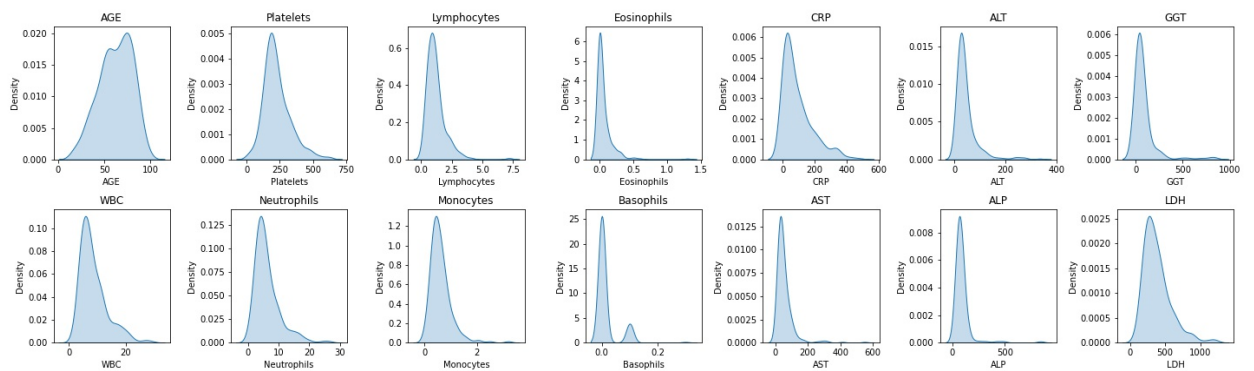 AGE
Density
0.020
0.015
0.010
0.005
0.000
0 50 100
AGE
Platelets
Density
0.005
0.004
0.003
0.002
0.001
0.000
0 250 500 750
Platelets
Lymphocytes
Density
0.6
0.4
0.2
0.0
0.0 2.5 5.0 7.5
Lymphocytes
Eosinophils
Density
6
5
4
3
2
1
0
0.0 0.5 1.0 1.5
Eosinophils
CRP
Density
0.006
0.005
0.004
0.003
0.002
0.001
0.000
0 200 400 600
CRP
ALT
Density
0.015
0.010
0.005
0.000
0 200 400
ALT
GGT
Density
0.006
0.005
0.004
0.003
0.002
0.001
0.000
0 500 1000
GGT
WBC
Density
0.10
0.08
0.06
0.04
0.02
0.00
0 20
WBC
Neutrophils
Density
0.125
0.100
0.075
0.050
0.025
0.000
0 10 20 30
Neutrophils
Monocytes
Density
1.2
1.0
0.8
0.6
0.4
0.2
0.0
0 2
Monocytes
Basophils
Density
25
20
15
10
5
0
0.0 0.2
Basophils
AST
Density
0.0125
0.0100
0.0075
0.0050
0.0025
0.0000
0 200 400 600
AST
ALP
Density
0.008
0.006
0.004
0.002
0.000
0 500
ALP
LDH
Density
0.0025
0.0020
0.0015
0.0010
0.0005
0.0000
0 500 1000
LDH